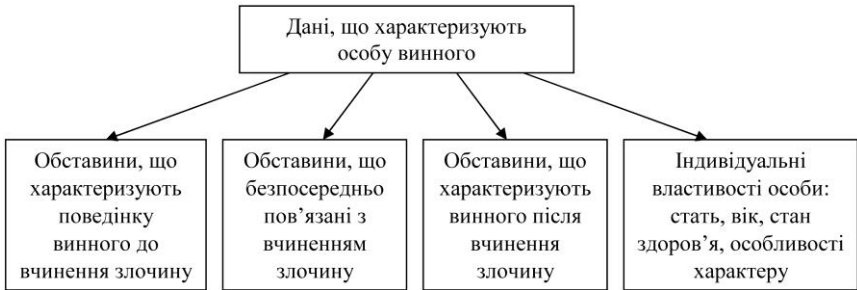 Дані, що характеризують
особу винного
Обставини, що
характеризують
поведінку
винного до
вчинення злочину
Обставини, що
безпосередньо
пов’язані з
вчиненням
злочину
Обставини, що
характеризують
винного після
вчинення
злочину
Індивідуальні
властивості особи:
стать, вік, стан
здоров’я, особливості
характеру